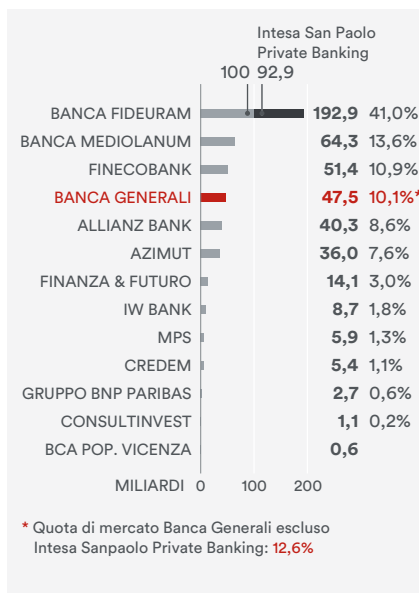 Intesa San Paolo
Private Banking
100 92,9
BANCA FIDEURAM 192,9 41,0%
BANCA MEDIOLANUM 64,3 13,6%
FINECOBANK 51,4 10,9%
BANCA GENERALI 47,5 10,1%*
ALLIANZ BANK 40,3 8,6%
AZIMUT 36,0 7,6%
FINANZA & FUTURO 14,1 3,0%
IW BANK 8,7 1,8%
MPS 5,9 1,3%
CREDEM 5,4 1,1%
GRUPPO BNP PARIBAS 2,7 0,6%
CONSULTINVEST 1,1 0,2%
BCA POP. VICENZA 0,6
MILIARDI 0 100 200
* Quota di mercato Banca Generali escluso
Intesa Sanpaolo Private Banking: 12,6%